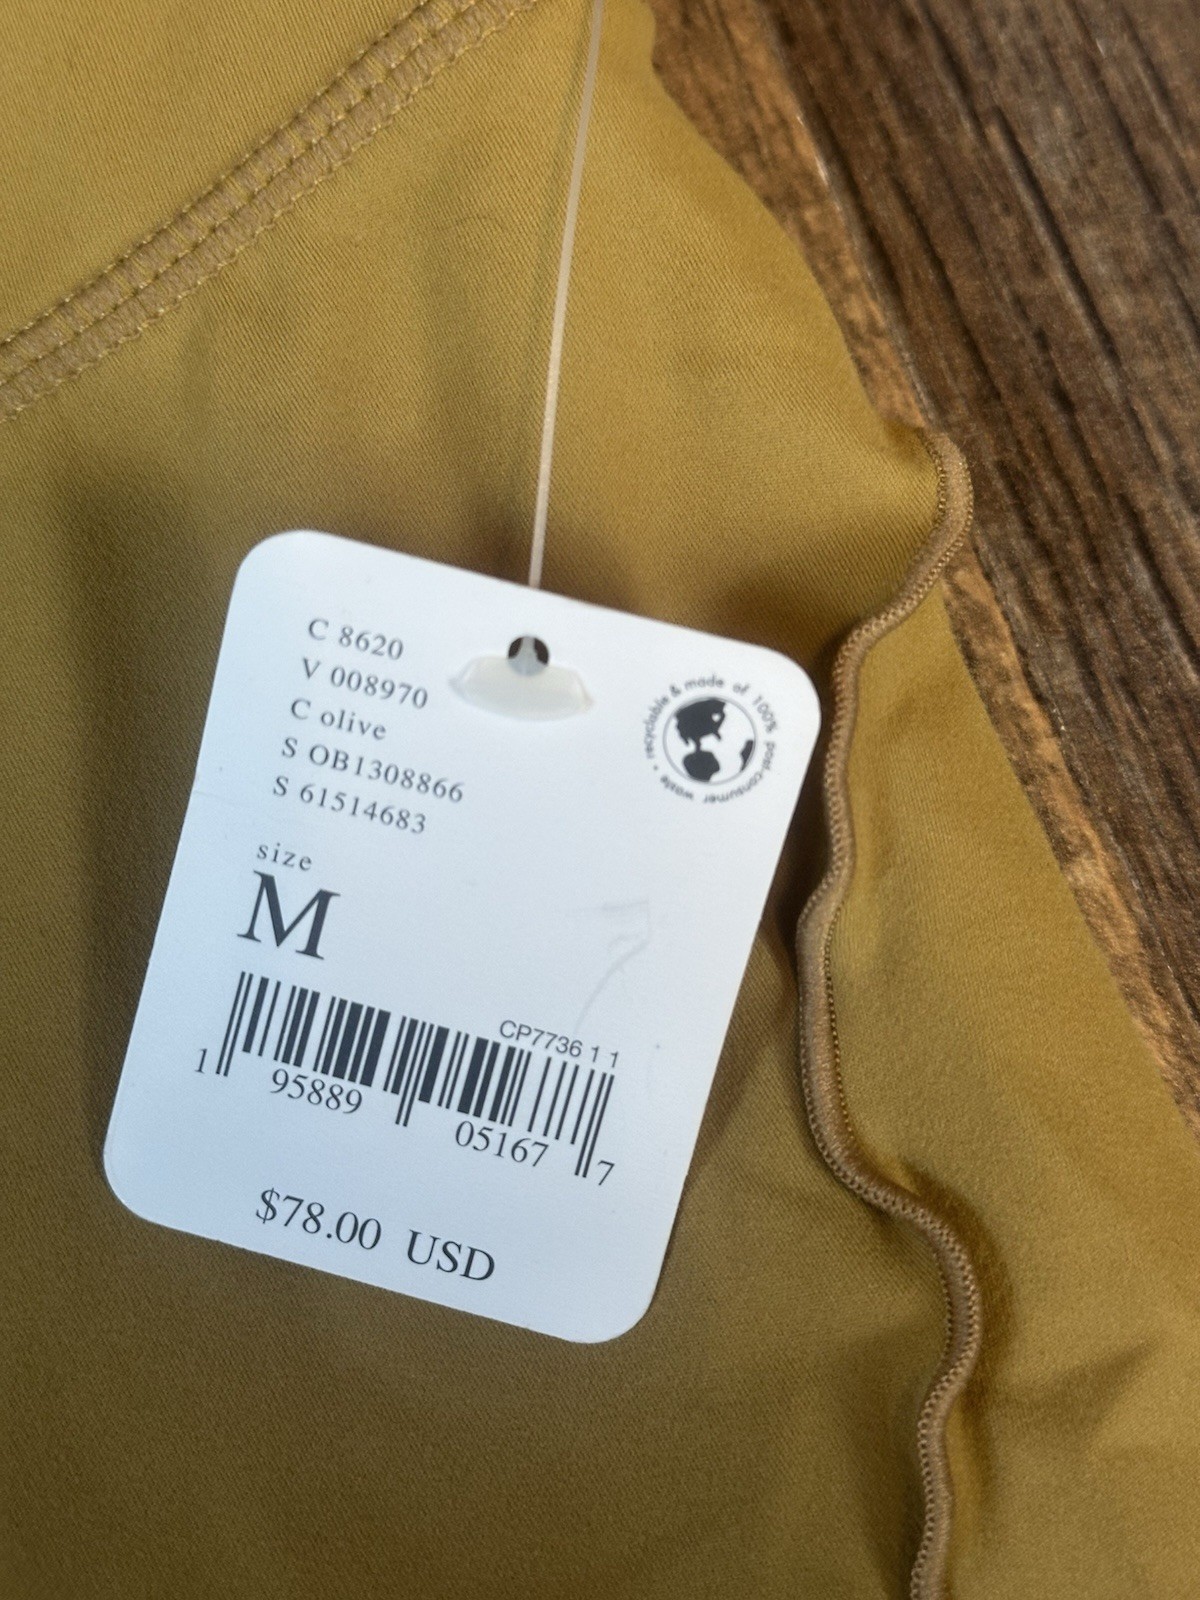 C 8620
V 008970
C olive
S OB1308866
S 61514683
recyclable & made of 100% post-consumer waste •
size
M
CP7736 1 1
1 95889 05167 7
$78.00 USD